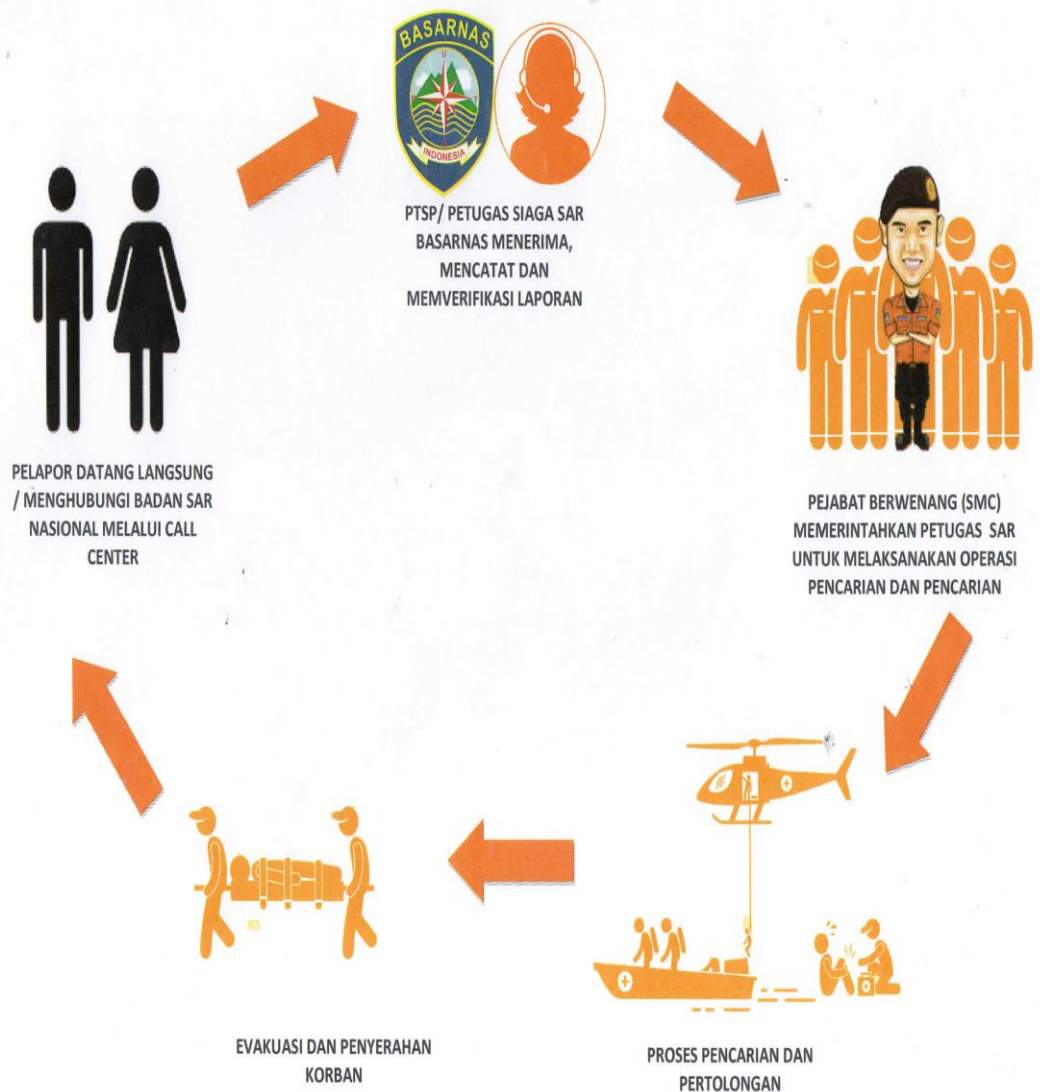 BASARNAS
U
INDONESIA
PTSP/ PETUGAS SIAGA SAR
BASARNAS MENERIMA,
MENCATAT DAN
MEMVERIFIKASI LAPORAN
PELAPOR DATANG LANGSUNG
/ MENGHUBUNGI BADAN SAR
NASIONAL MELALUI CALL
CENTER
PEJABAT BERWENANG (SMC)
MEMERINTAHKAN PETUGAS SAR
UNTUK MELAKSANAKAN OPERASI
PENCARIAN DAN PENCARIAN
EVAKUASI DAN PENYERAHAN
KORBAN
PROSES PENCARIAN DAN
PERTOLONGAN